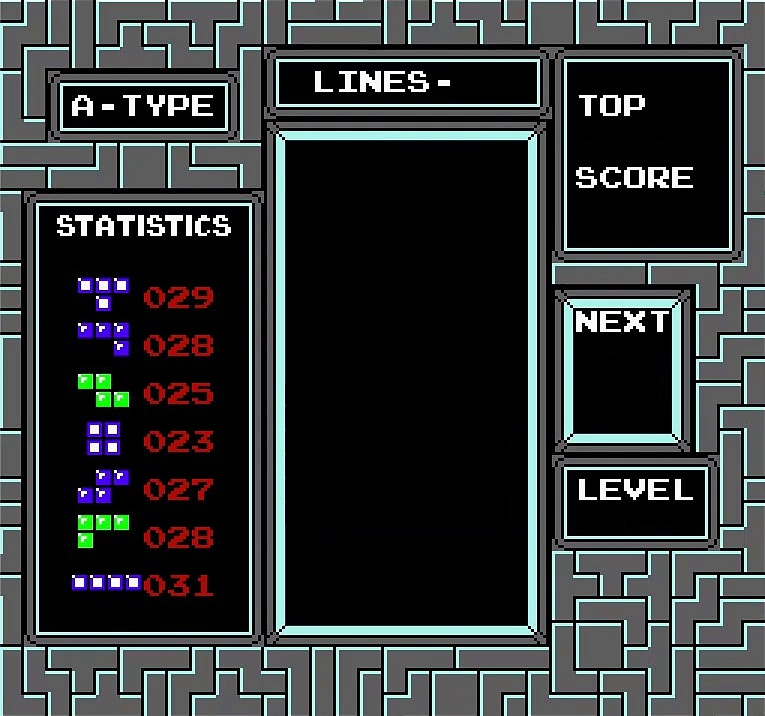 LINES-
A-TYPE
TOP
SCORE
STATISTICS
029
028
025
023
027
028
031
NEXT
LEVEL